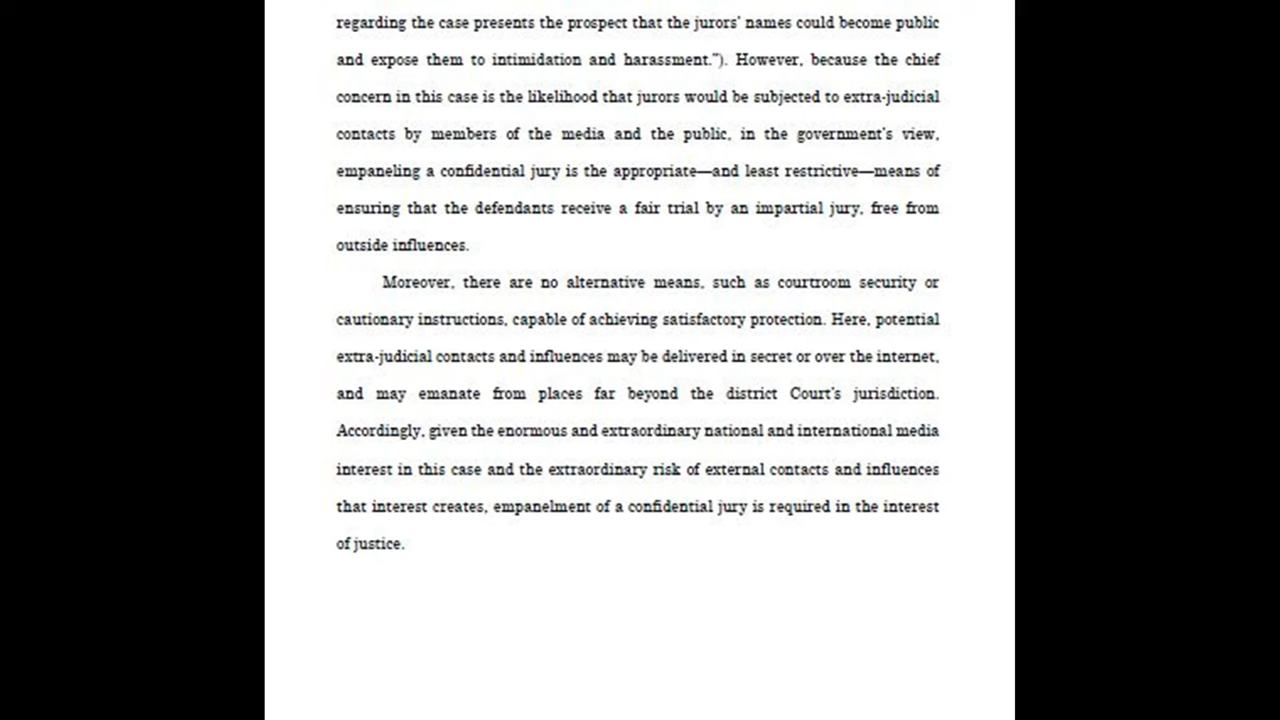 regarding the case presents the prospect that the jurors' names could become public
and expose them to intimidation and harassment."). However, because the chief
concern in this case is the likelihood that jurors would be subjected to extra-judicial
contacts by members of the media and the public, in the government's view,
empaneling a confidential jury is the appropriate—and least restrictive—means of
ensuring that the defendants receive a fair trial by an impartial jury, free from
outside influences.
Moreover, there are no alternative means, such as courtroom security or
cautionary instructions, capable of achieving satisfactory protection. Here, potential
extra-judicial contacts and influences may be delivered in secret or over the internet,
and may emanate from places far beyond the district Court's jurisdiction.
Accordingly, given the enormous and extraordinary national and international media
interest in this case and the extraordinary risk of external contacts and influences
that interest creates, empanelment of a confidential jury is required in the interest
of justice.